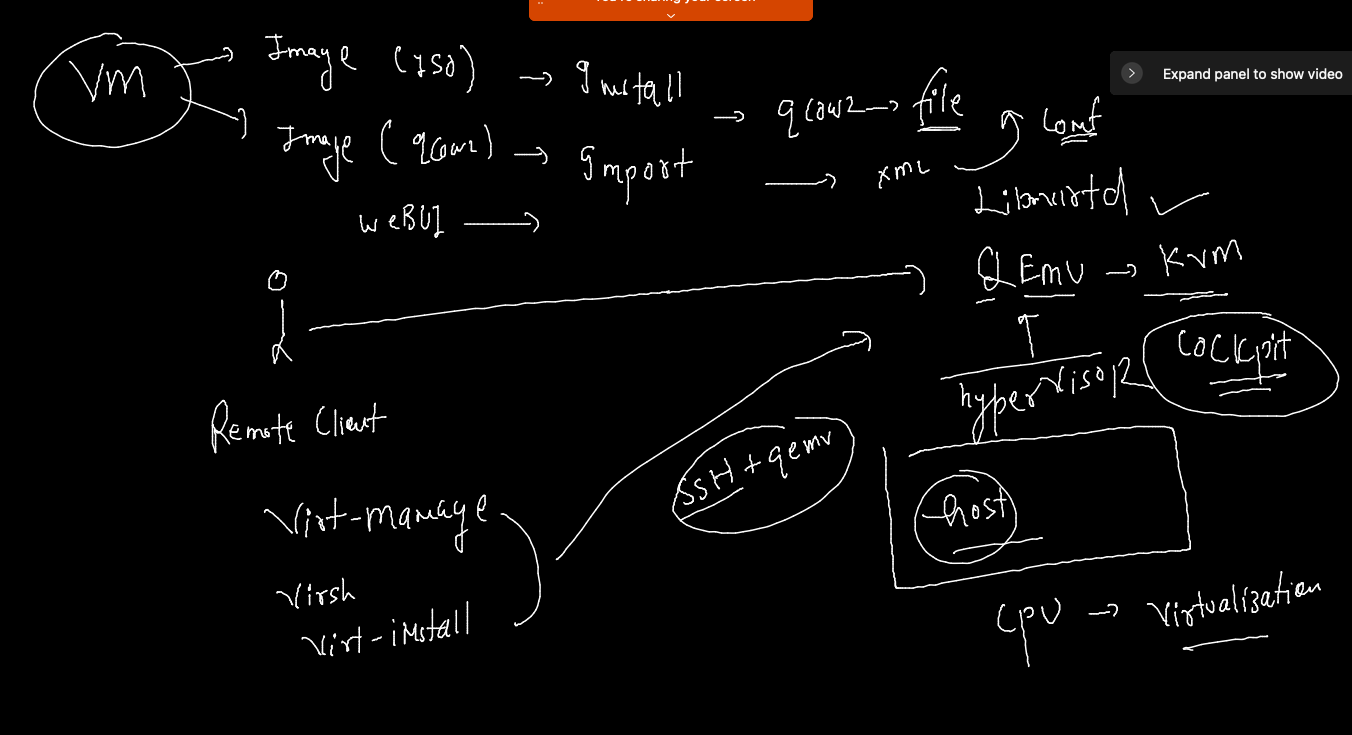 VM → Image (ISO) → Install → qcow2 → file
Image (qcow2) → Import → xml conf
Expand panel to show video
weBUI →
Libvirtd ✓
QEmu → KVM
hypervisor
COCKpit
Remote Client
SSH + qemu
host
Virt-manage
Virsh
Virt-install
CPU → Virtualization